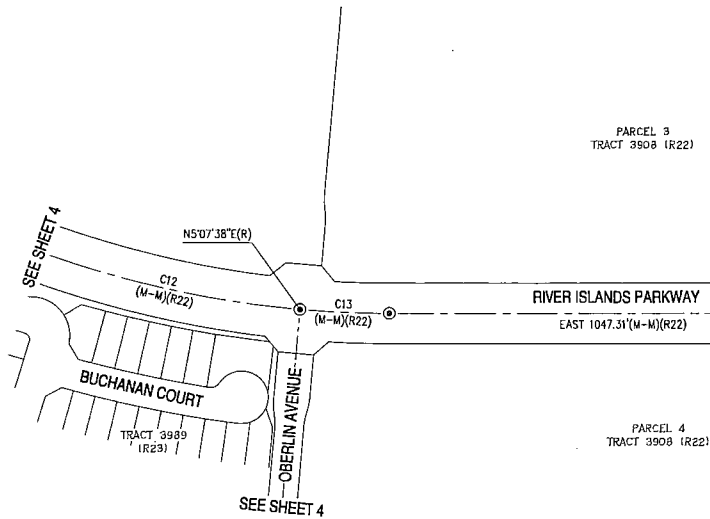 PARCEL 3
TRACT 3908 (R22)
SEE SHEET 4
N5°07'38"E(R)
C12
(M-M)(R22)
C13
(M-M)(R22)
RIVER ISLANDS PARKWAY
EAST 1047.31'(M-M)(R22)
BUCHANAN COURT
TRACT 3989
(R23)
OBERLIN AVENUE
PARCEL 4
TRACT 3908 (R22)
SEE SHEET 4